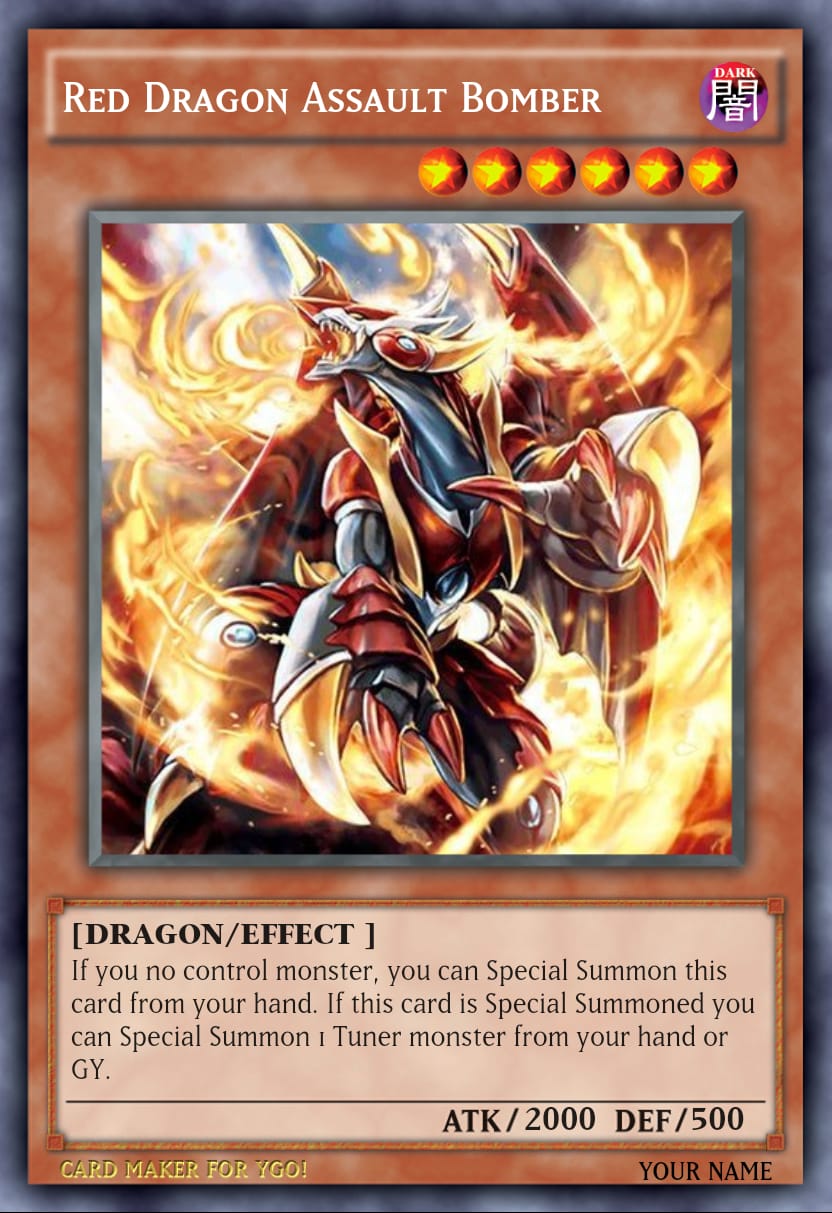 Red Dragon Assault Bomber
DARK
闇
[DRAGON/EFFECT ]
If you no control monster, you can Special Summon this
card from your hand. If this card is Special Summoned you
can Special Summon 1 Tuner monster from your hand or
GY.
ATK/2000 DEF/500
CARD MAKER FOR YGO! YOUR NAME